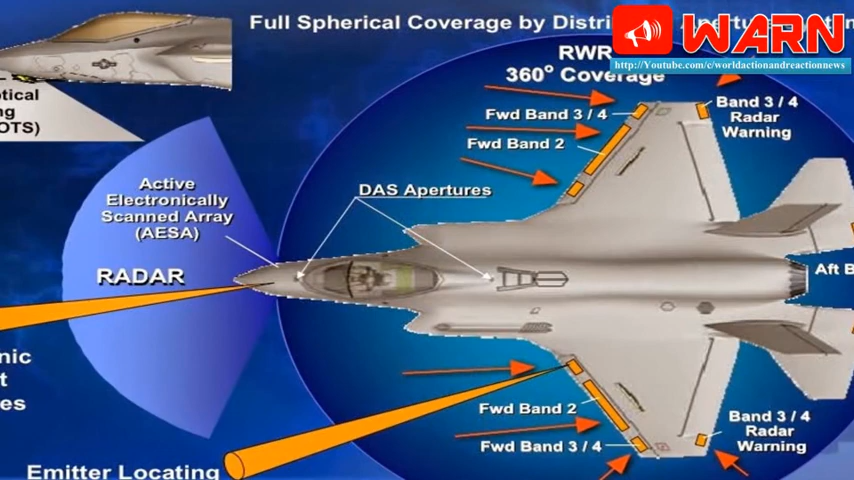 Full Spherical Coverage by
WARN
http://Youtube.com/c/worldactionandreactionnews
RWR
360° Coverage
Fwd Band 3 / 4
Band 3 / 4
Radar
Warning
Fwd Band 2
OTS)
Active
Electronically
Scanned Array
(AESA)
DAS Apertures
RADAR
Aft B
Fwd Band 2
Fwd Band 3 / 4
Band 3 / 4
Radar
Warning
Emitter Locating